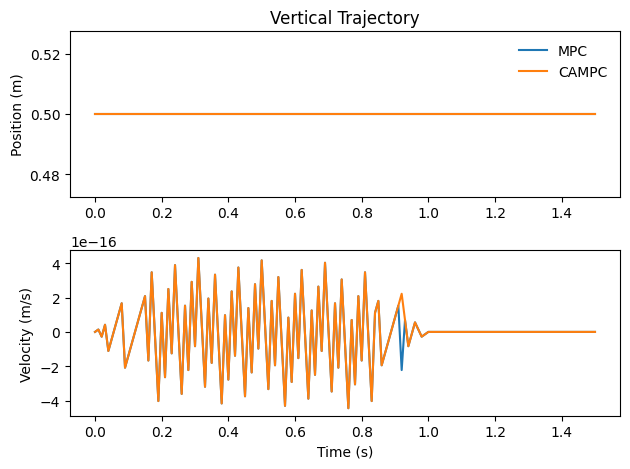 Vertical Trajectory
Position (m)
0.52
0.50
0.48
MPC
CAMPC
0.0 0.2 0.4 0.6 0.8 1.0 1.2 1.4
1e−16
Velocity (m/s)
4
2
0
−2
−4
0.0 0.2 0.4 0.6 0.8 1.0 1.2 1.4
Time (s)